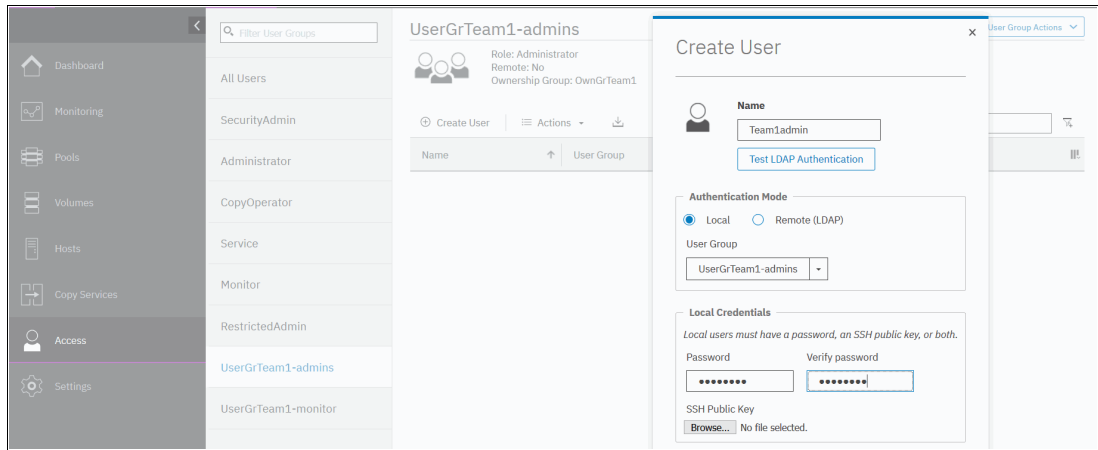 Dashboard
Monitoring
Pools
Volumes
Hosts
Copy Services
Access
Settings
Filter User Groups
All Users
SecurityAdmin
Administrator
CopyOperator
Service
Monitor
RestrictedAdmin
UserGrTeam1-admins
UserGrTeam1-monitor
UserGrTeam1-admins
Role: Administrator
Remote: No
Ownership Group: OwnGrTeam1
User Group Actions
Create User
Actions
Name
User Group
Create User
Name
Team1admin
Test LDAP Authentication
Authentication Mode
Local
Remote (LDAP)
User Group
UserGrTeam1-admins
Local Credentials
Local users must have a password, an SSH public key, or both.
Password
Verify password
●●●●●●●●
●●●●●●●●
SSH Public Key
Browse... No file selected.